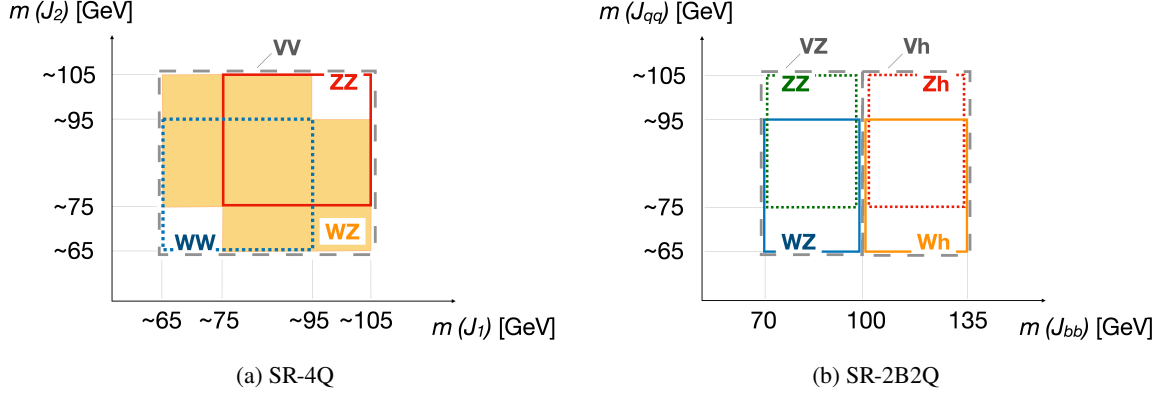 m (J2) [GeV]
VV
~105
ZZ
~95
~75
WZ
WW
~65
~65 ~75 ~95 ~105
m (J1) [GeV]
(a) SR-4Q
m (Jqq) [GeV]
VZ Vh
~105
ZZ Zh
~95
~75
WZ Wh
~65
70 100 135
m (Jbb) [GeV]
(b) SR-2B2Q